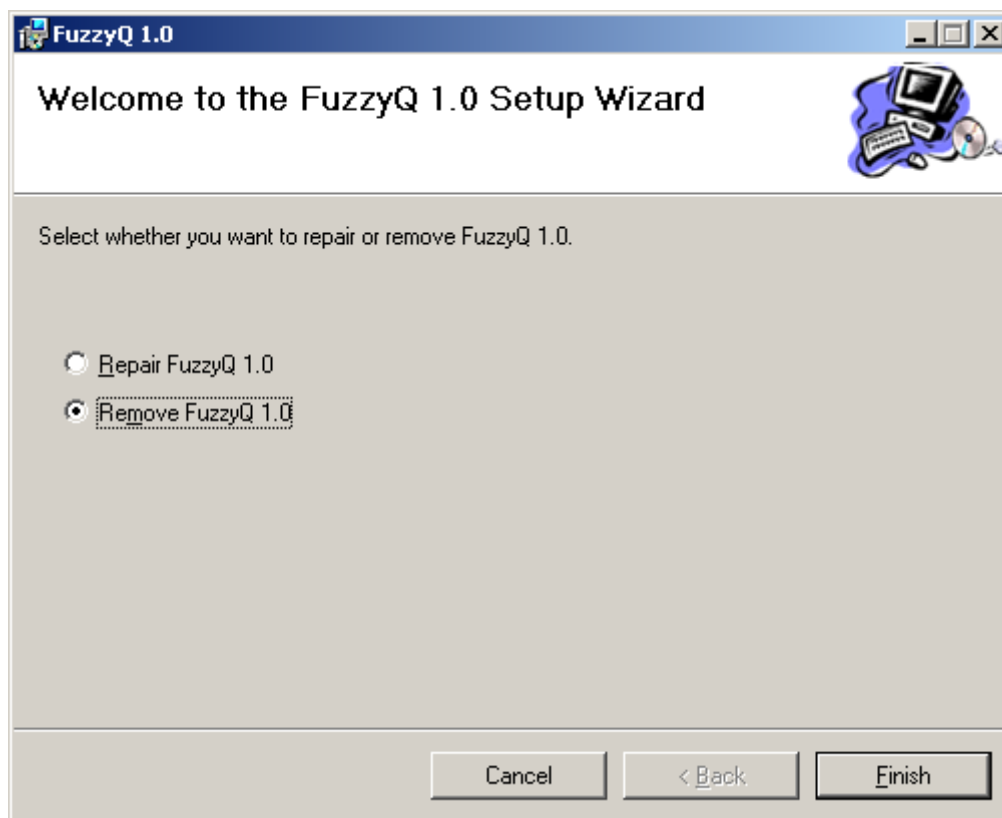 FuzzyQ 1.0
Welcome to the FuzzyQ 1.0 Setup Wizard
Select whether you want to repair or remove FuzzyQ 1.0.
Repair FuzzyQ 1.0
Remove FuzzyQ 1.0
Cancel < Back Finish